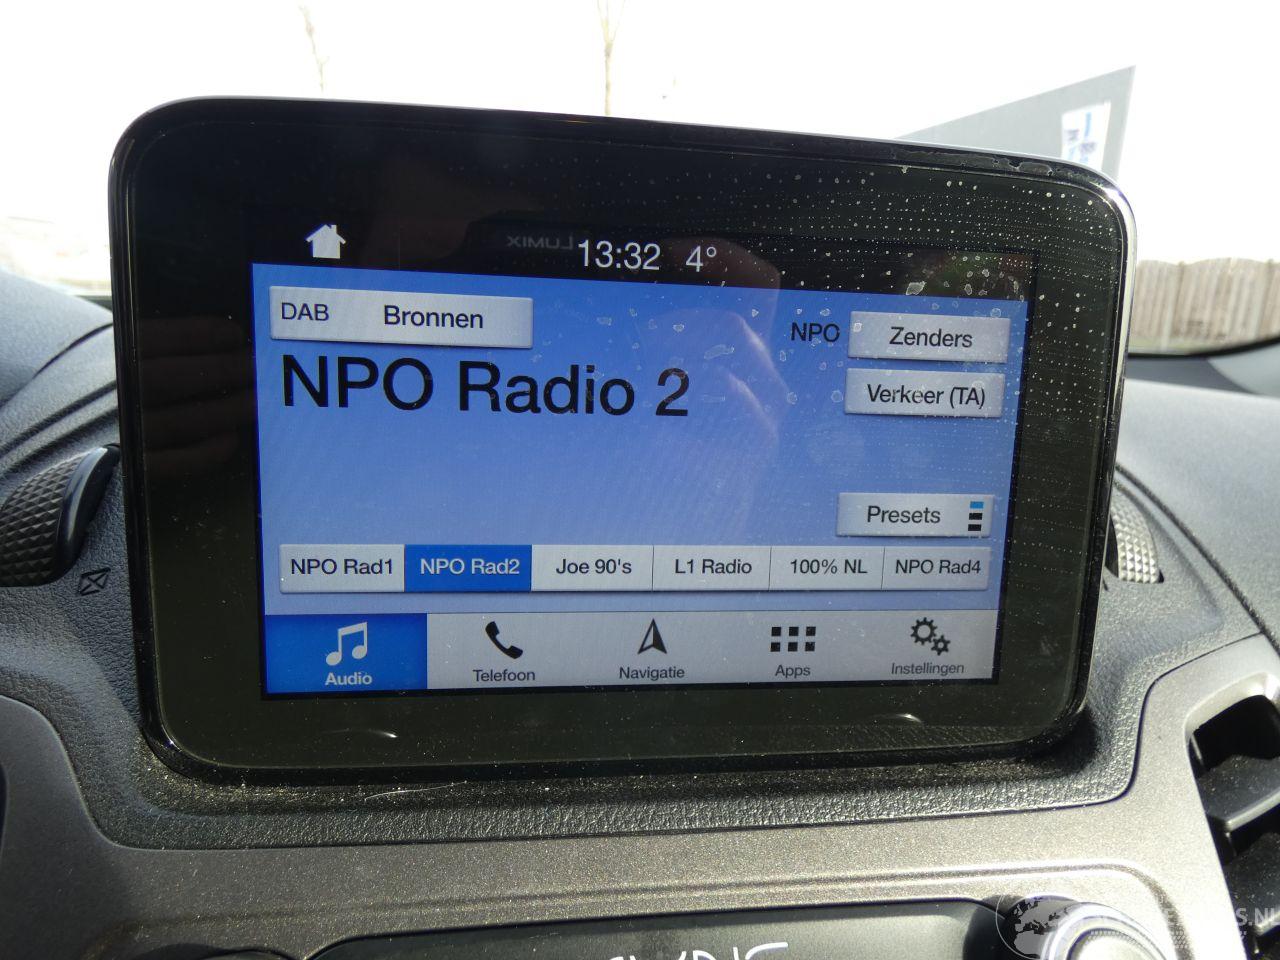 LUMIX
13:32 4°
DAB Bronnen
NPO Zenders
NPO Radio 2
Verkeer (TA)
Presets
NPO Rad1 NPO Rad2 Joe 90's L1 Radio 100% NL NPO Rad4
Audio Telefoon Navigatie Apps Instellingen